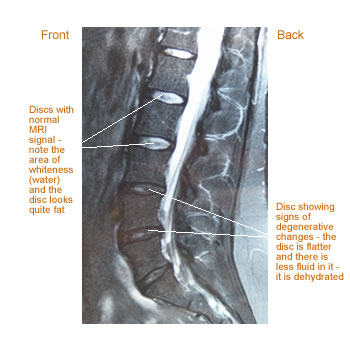 Front
Back
Discs with
normal
MRI
signal -
note the
area of
whiteness
(water)
and the
disc looks
quite fat
Disc showing
signs of
degenerative
changes - the
disc is flatter
and there is
less fluid in it -
it is dehydrated